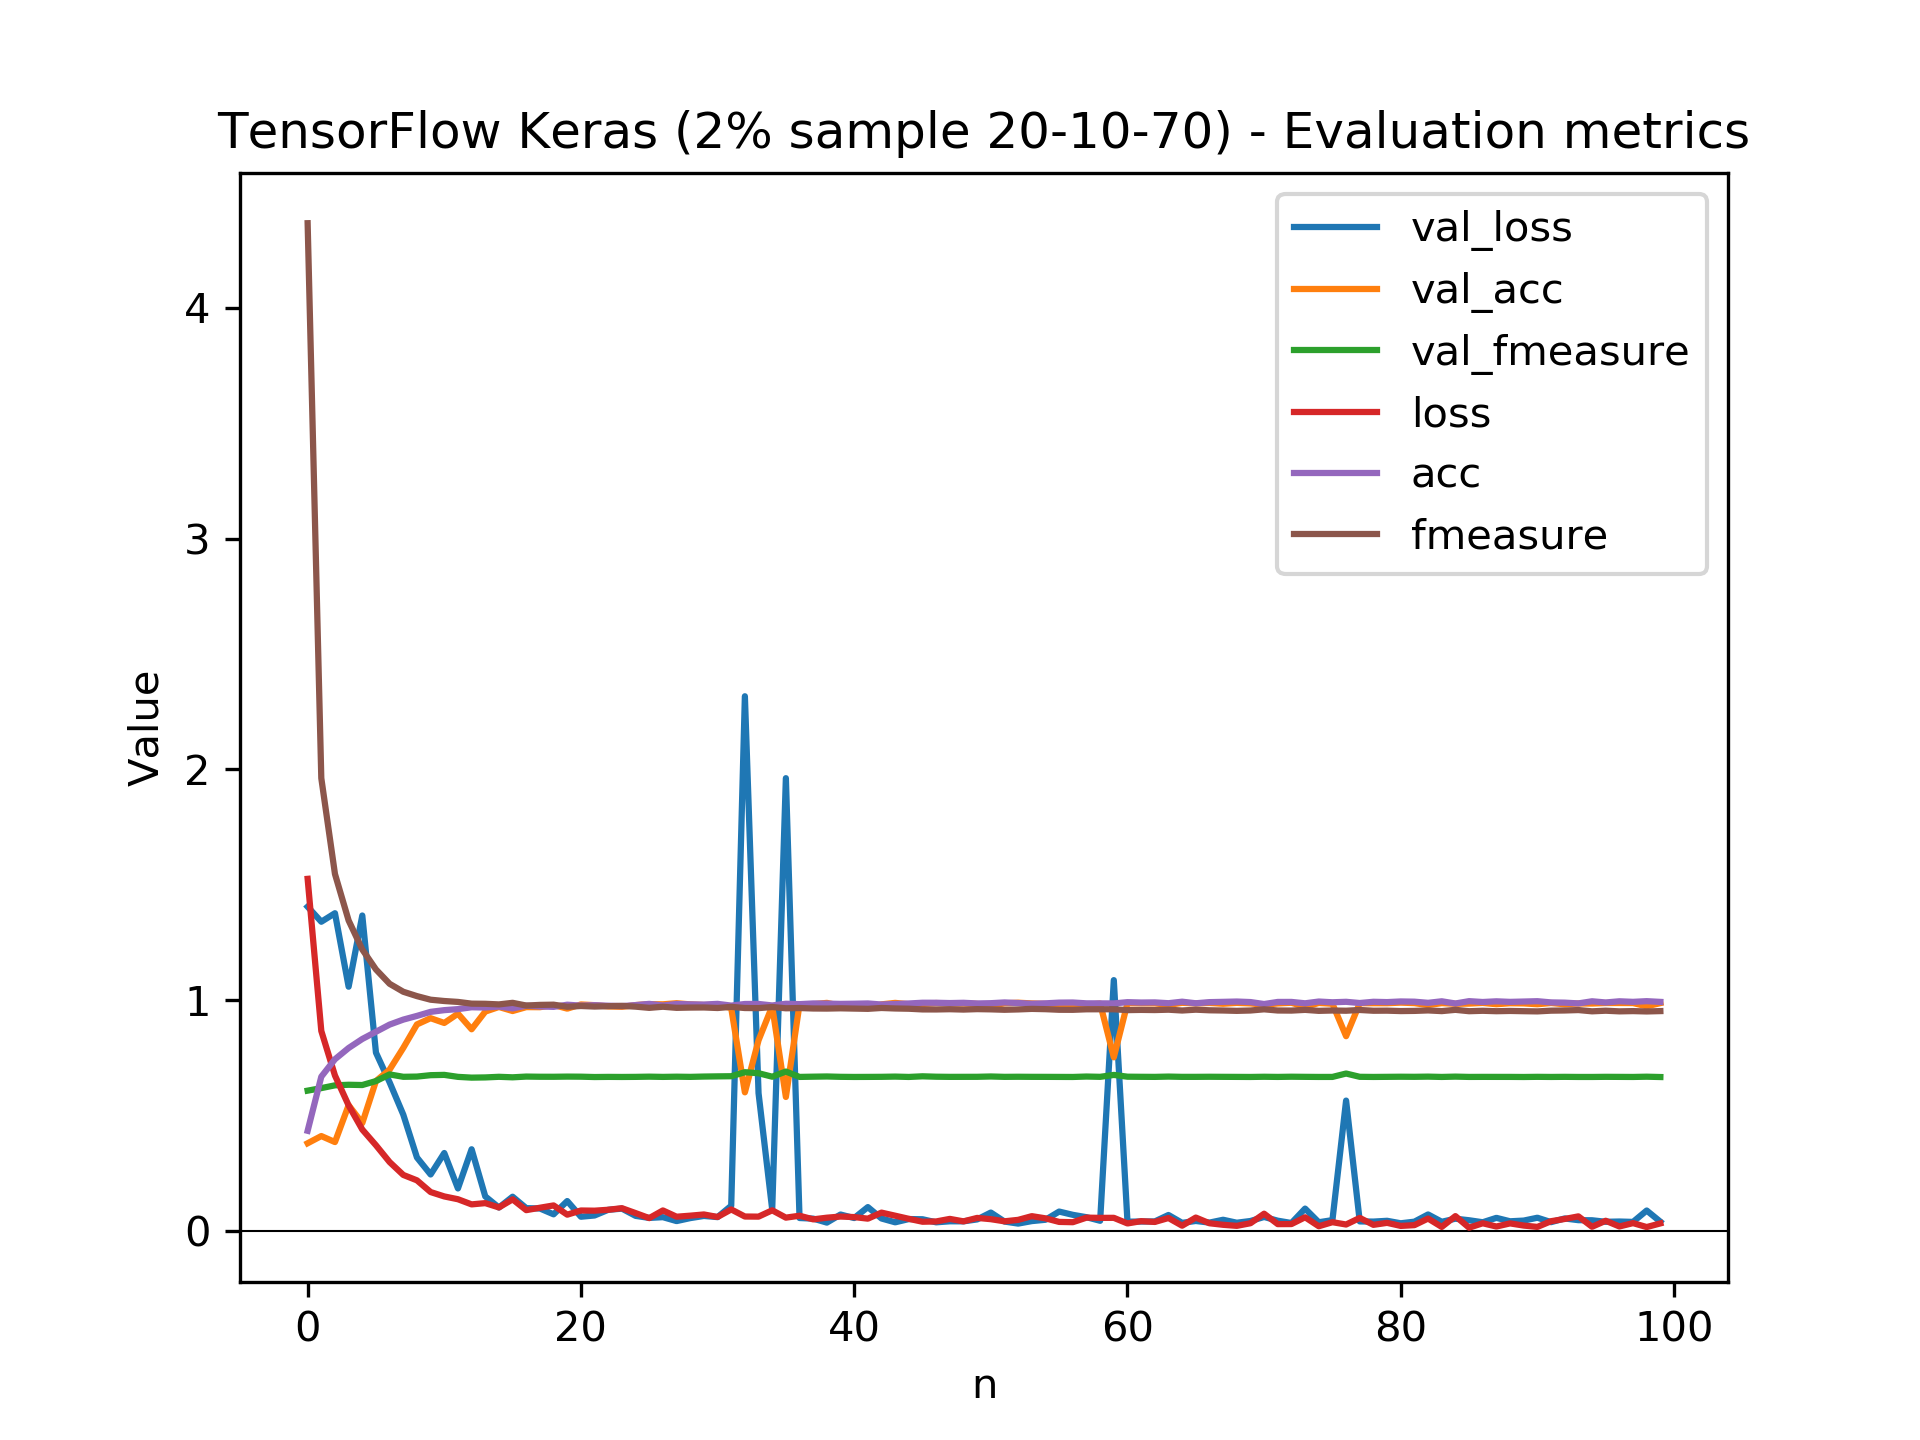 TensorFlow Keras (2% sample 20-10-70) - Evaluation metrics
val_loss
val_acc
val_fmeasure
loss
acc
fmeasure
Value
4
3
2
1
0
0 20 40 60 80 100
n